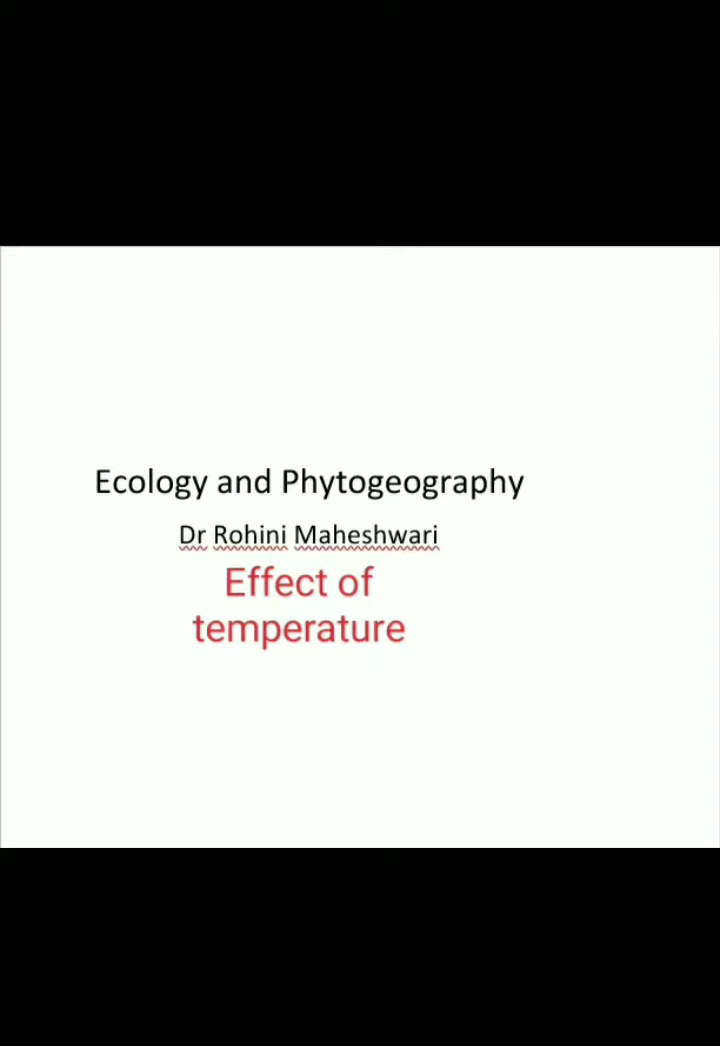 Ecology and Phytogeography
Dr Rohini Maheshwari
Effect of
temperature